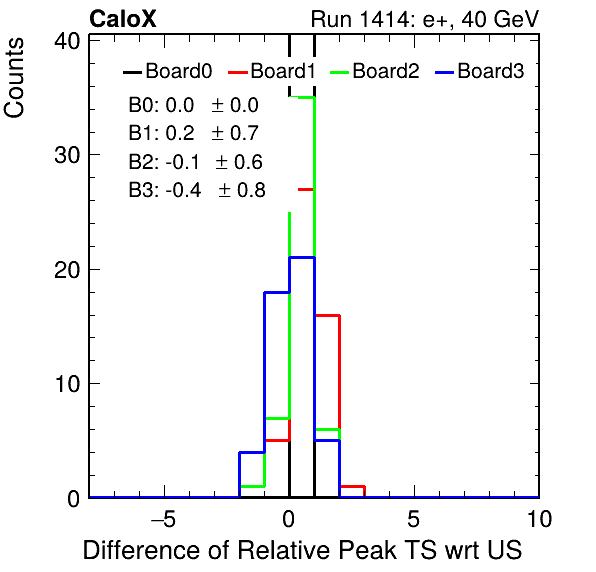 CaloX Run 1414: e+, 40 GeV
Counts
40
30
20
10
0
Board0 Board1 Board2 Board3
B0: 0.0 ± 0.0
B1: 0.2 ± 0.7
B2: -0.1 ± 0.6
B3: -0.4 ± 0.8
−5 0 5 10
Difference of Relative Peak TS wrt US